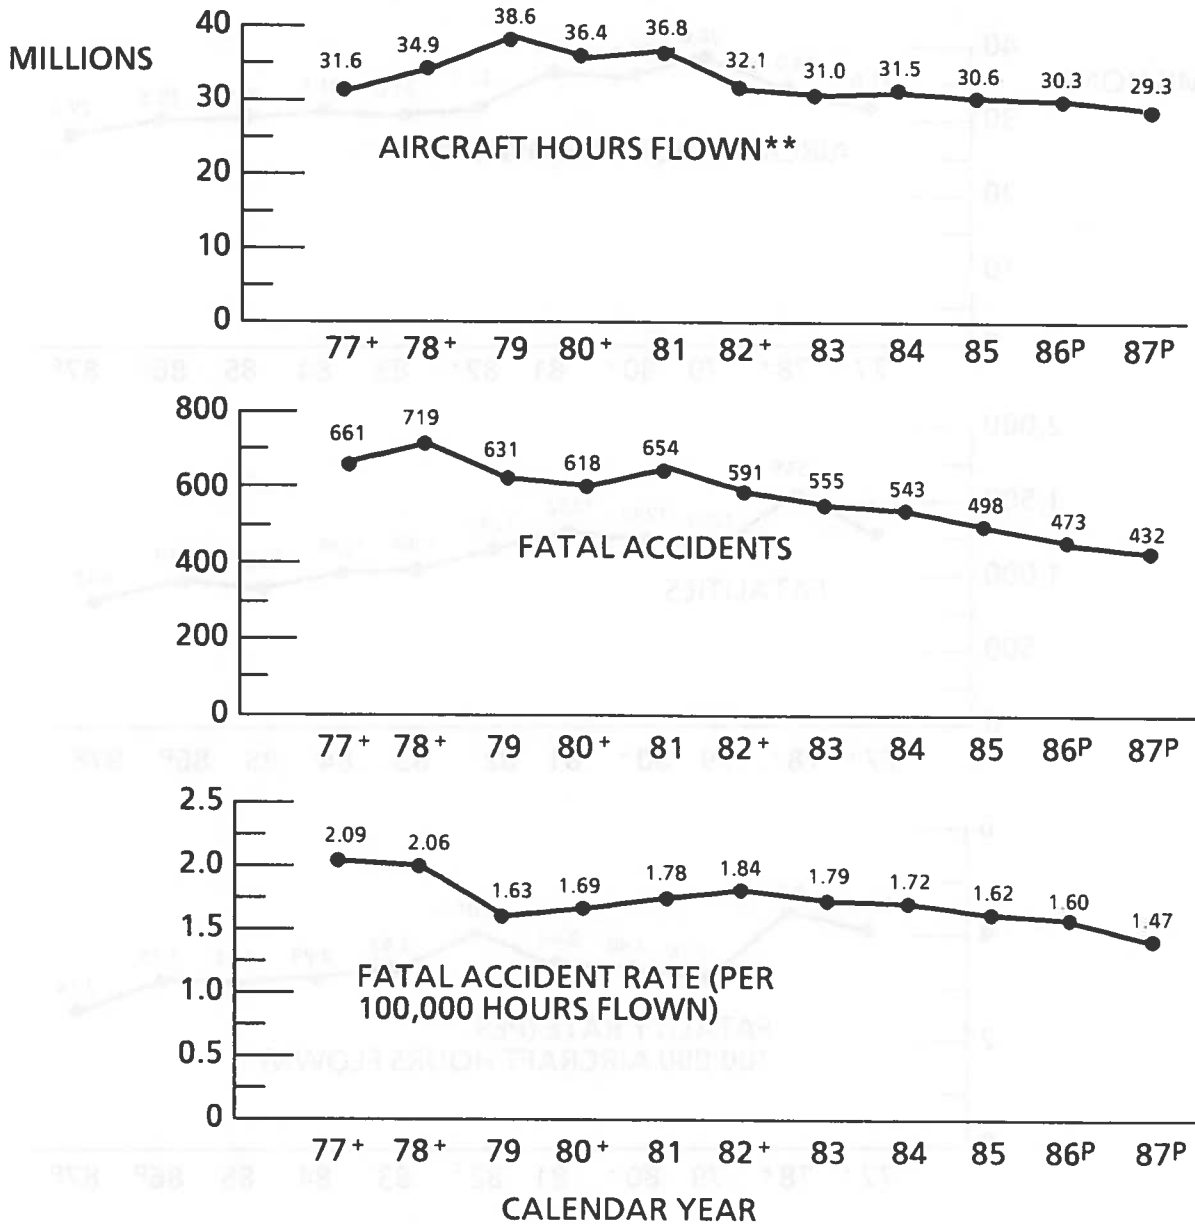 MILLIONS
40
30
20
10
0
31.6 34.9 38.6 36.4 36.8 32.1 31.0 31.5 30.6 30.3 29.3
AIRCRAFT HOURS FLOWN**
77+ 78+ 79 80+ 81 82+ 83 84 85 86P 87P
800
600
400
200
0
661 719 631 618 654 591 555 543 498 473 432
FATAL ACCIDENTS
77+ 78+ 79 80+ 81 82+ 83 84 85 86P 87P
2.5
2.0
1.5
1.0
0.5
0
2.09 2.06 1.63 1.69 1.78 1.84 1.79 1.72 1.62 1.60 1.47
FATAL ACCIDENT RATE (PER
100,000 HOURS FLOWN)
77+ 78+ 79 80+ 81 82+ 83 84 85 86P 87P
CALENDAR YEAR